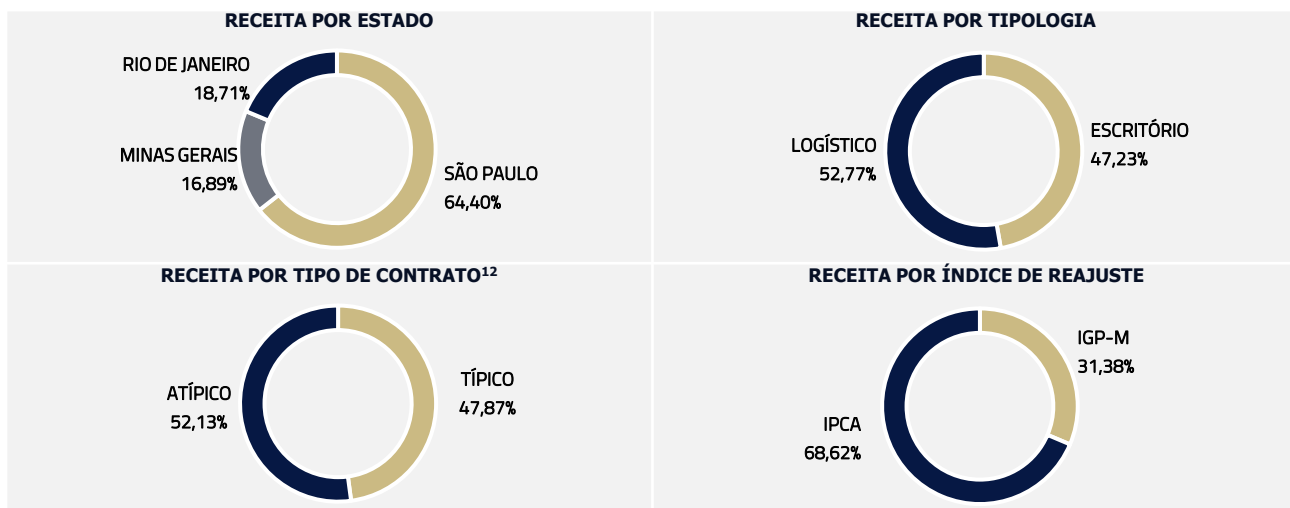 RECEITA POR ESTADO
RIO DE JANEIRO
18,71%
MINAS GERAIS
16,89%
SÃO PAULO
64,40%
RECEITA POR TIPOLOGIA
LOGÍSTICO
52,77%
ESCRITÓRIO
47,23%
RECEITA POR TIPO DE CONTRATO¹²
ATÍPICO
52,13%
TÍPICO
47,87%
RECEITA POR ÍNDICE DE REAJUSTE
IGP-M
31,38%
IPCA
68,62%